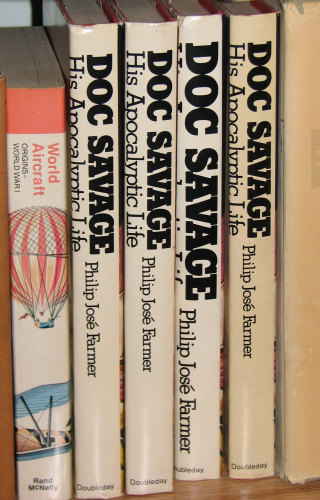 World
Aircraft
ORIGINS-
WORLD WAR I
Rand
McNally
DOC SAVAGE
His Apocalyptic Life
Philip José Farmer
Doubleday
DOC SAVAGE
His Apocalyptic Life
Philip José Farmer
Doubleday
DOC SAVAGE
Philip José Farmer
Doubleday
DOC SAVAGE
His Apocalyptic Life
Philip José Farmer
Doubleday